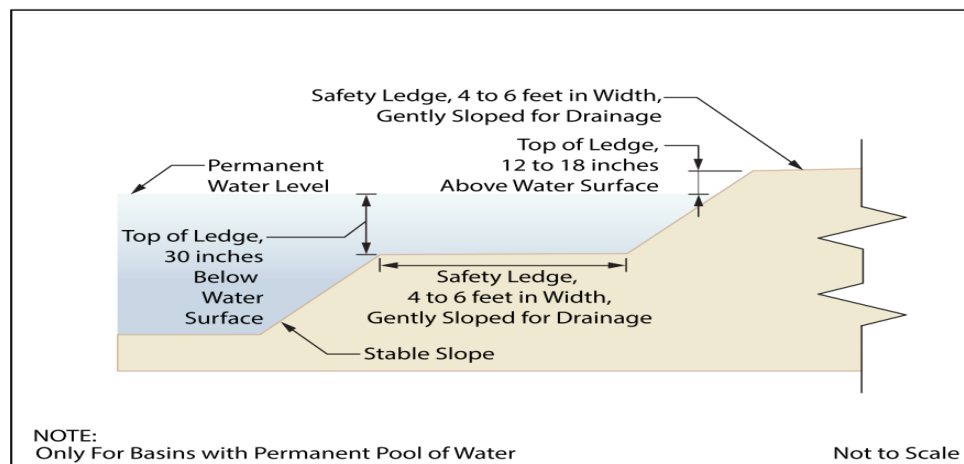 Safety Ledge, 4 to 6 feet in Width,
Gently Sloped for Drainage
Top of Ledge,
12 to 18 inches
Above Water Surface
Permanent
Water Level
Top of Ledge,
30 inches
Below
Water
Surface
Safety Ledge,
4 to 6 feet in Width,
Gently Sloped for Drainage
Stable Slope
NOTE:
Only For Basins with Permanent Pool of Water
Not to Scale